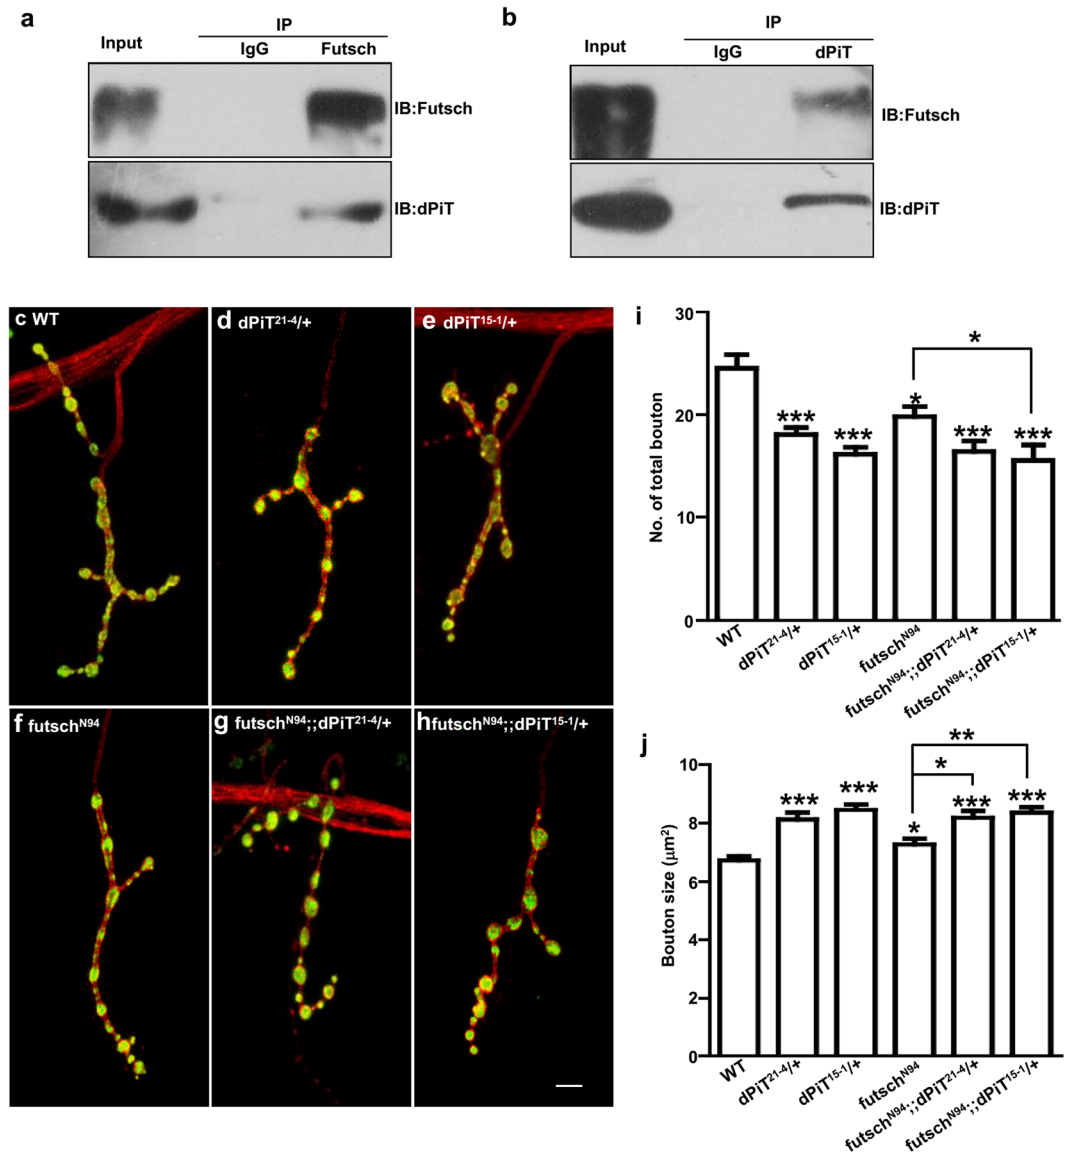 a
IP
Input
IgG
Futsch
IB:Futsch
IB:dPiT
b
IP
Input
IgG
dPiT
IB:Futsch
IB:dPiT
c WT
d dPiT21-4/+
e dPiT15-1/+
f futschN94
g futschN94;;dPiT21-4/+
h futschN94;;dPiT15-1/+
i
No. of total bouton
30
20
10
0
*
***
***
*
***
***
WT
dPiT21-4/+
dPiT15-1/+
futschN94
futschN94;;dPiT21-4/+
futschN94;;dPiT15-1/+
j
Bouton size (μm2)
10
8
6
4
2
0
**
*
***
***
*
***
***
WT
dPiT21-4/+
dPiT15-1/+
futschN94
futschN94;;dPiT21-4/+
futschN94;;dPiT15-1/+